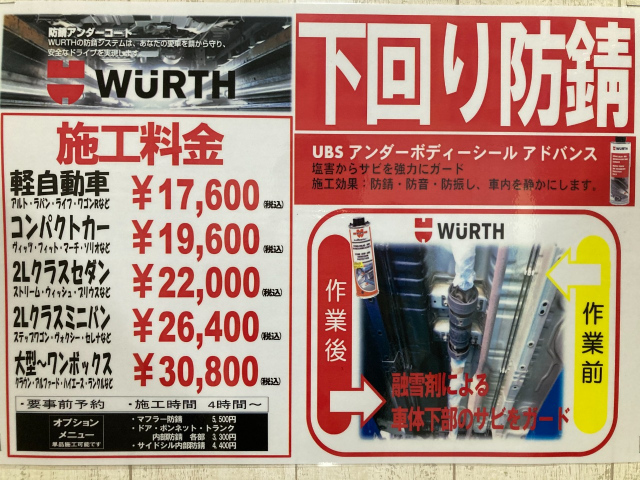 防錆アンダーコート
WURTHの防錆システムは、あなたの愛車を錆から守り、
安全なドライブを実現します。
WÜRTH
施工料金
軽自動車 ¥17,600(税込)
アルト・ラパン・ライフ・ワゴンRなど
コンパクトカー ¥19,600(税込)
ヴィッツ・フィット・マーチ・ソリオなど
2Lクラスセダン ¥22,000(税込)
ストリーム・ウィッシュ・プリウスなど
2Lクラスミニバン ¥26,400(税込)
ステップワゴン・ヴォクシー・セレナなど
大型~ワンボックス ¥30,800(税込)
クラウン・アルファード・ハイエース・ランクルなど
・要事前予約 ・施工時間 4時間~
オプション
メニュー
単品施工可能です
・マフラー防錆 5,500円
・ドア・ボンネット・トランク
内部防錆 各部 3,300円
・サイドシル内部防錆 4,400円
下回り防錆
UBS アンダーボディーシール アドバンス
塩害からサビを強力にガード
施工効果:防錆・防音・防振し、車内を静かにします。
WÜRTH
作業後
作業前
融雪剤による
車体下部のサビをガード